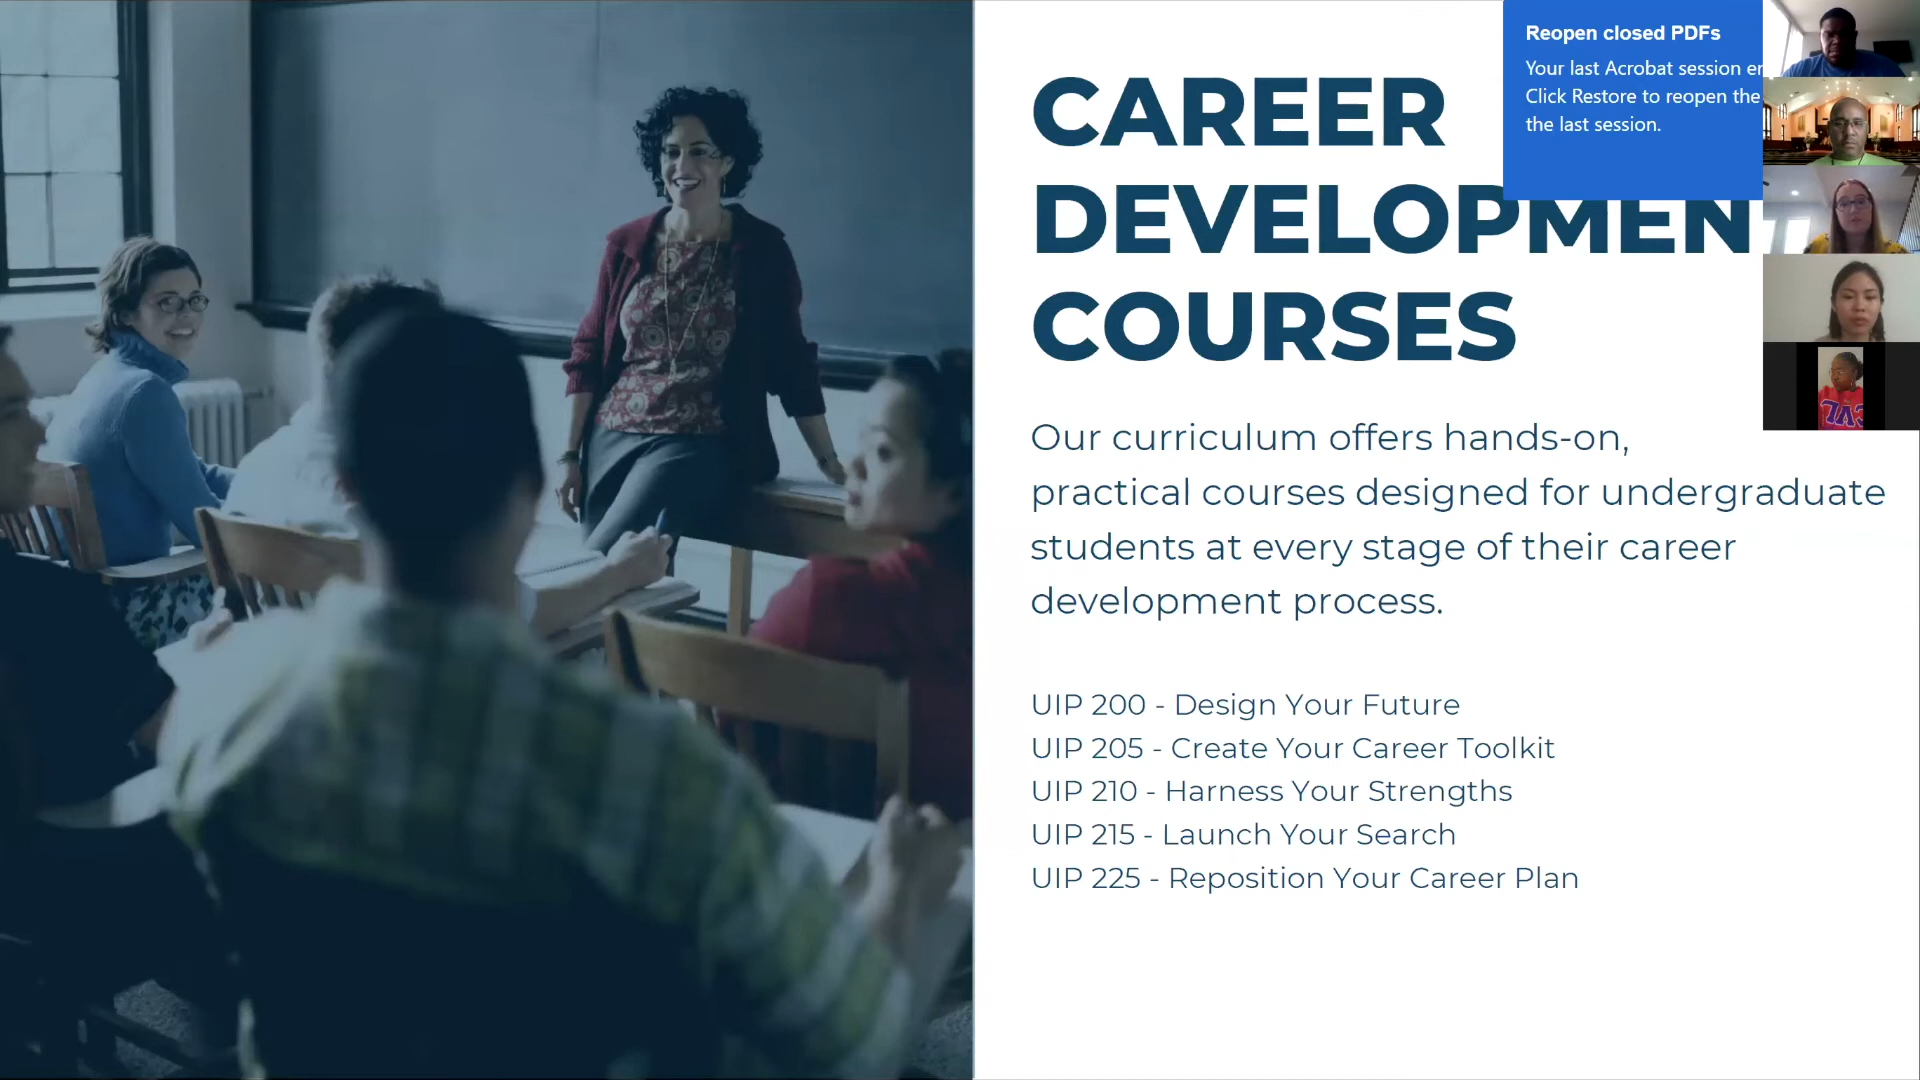 CAREER
DEVELOPMEN
COURSES
Our curriculum offers hands-on,
practical courses designed for undergraduate
students at every stage of their career
development process.
UIP 200 - Design Your Future
UIP 205 - Create Your Career Toolkit
UIP 210 - Harness Your Strengths
UIP 215 - Launch Your Search
UIP 225 - Reposition Your Career Plan
Reopen closed PDFs
Your last Acrobat session er
Click Restore to reopen the
the last session.